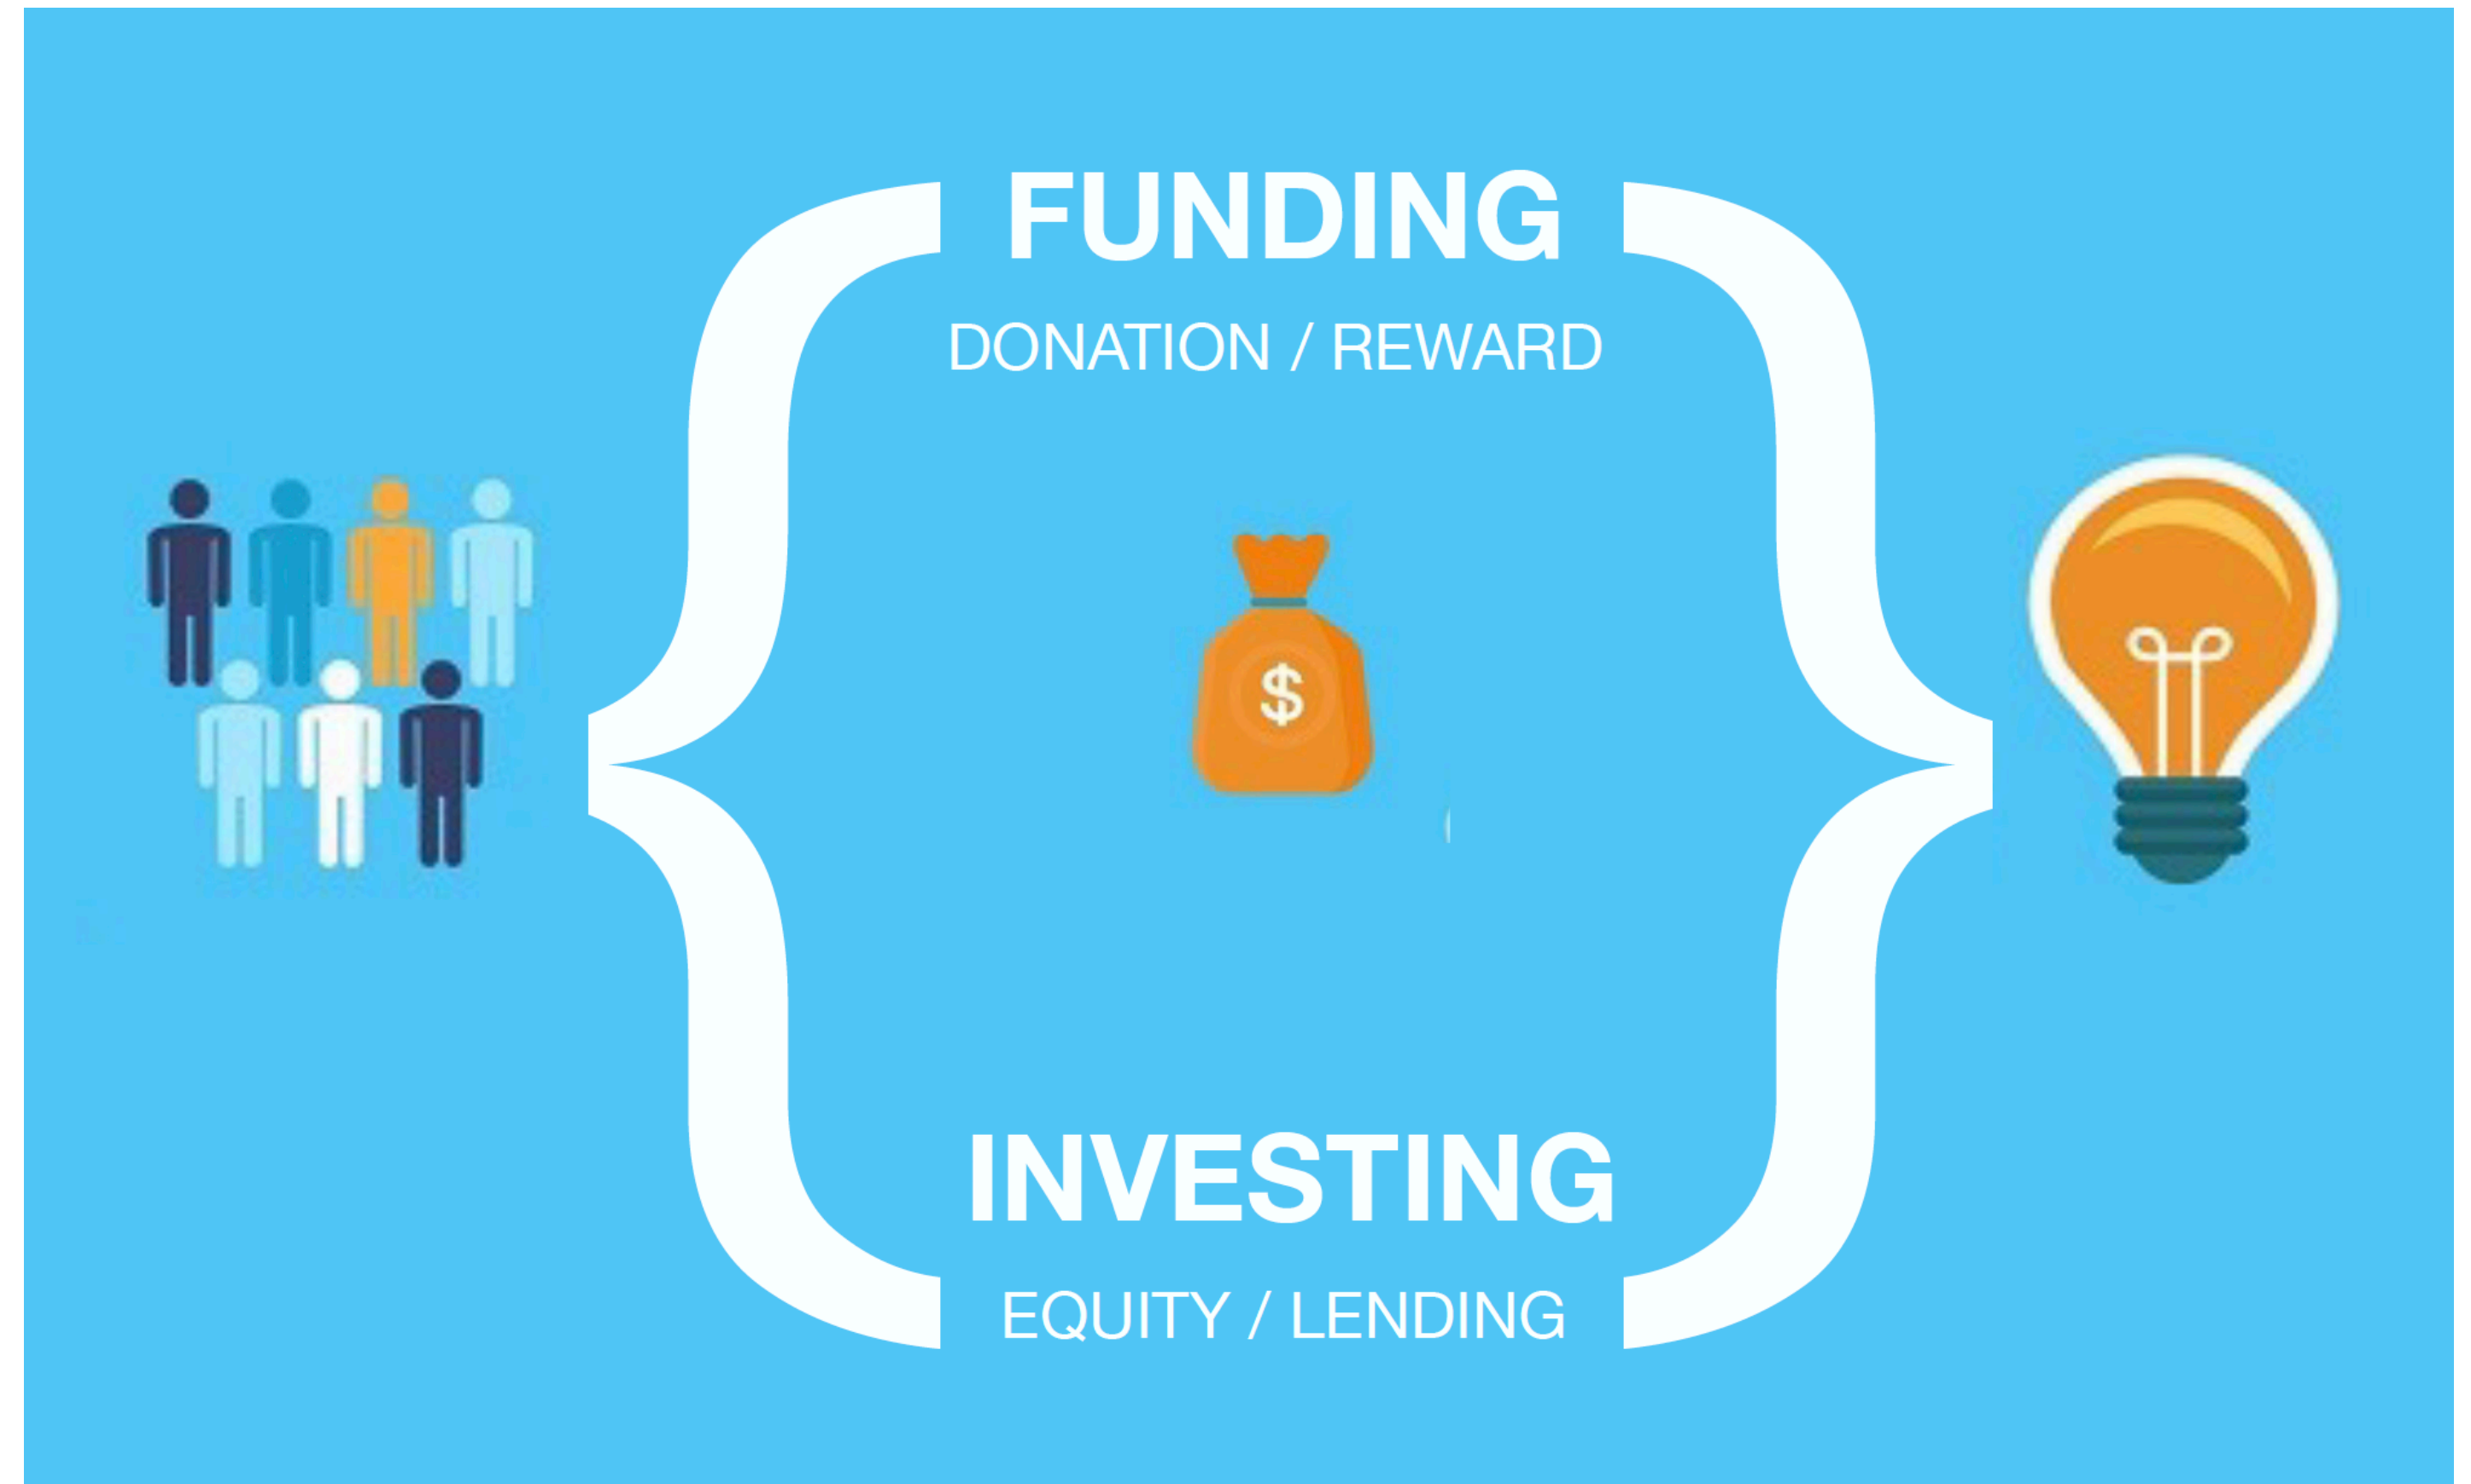 FUNDING
DONATION / REWARD
$
INVESTING
EQUITY / LENDING